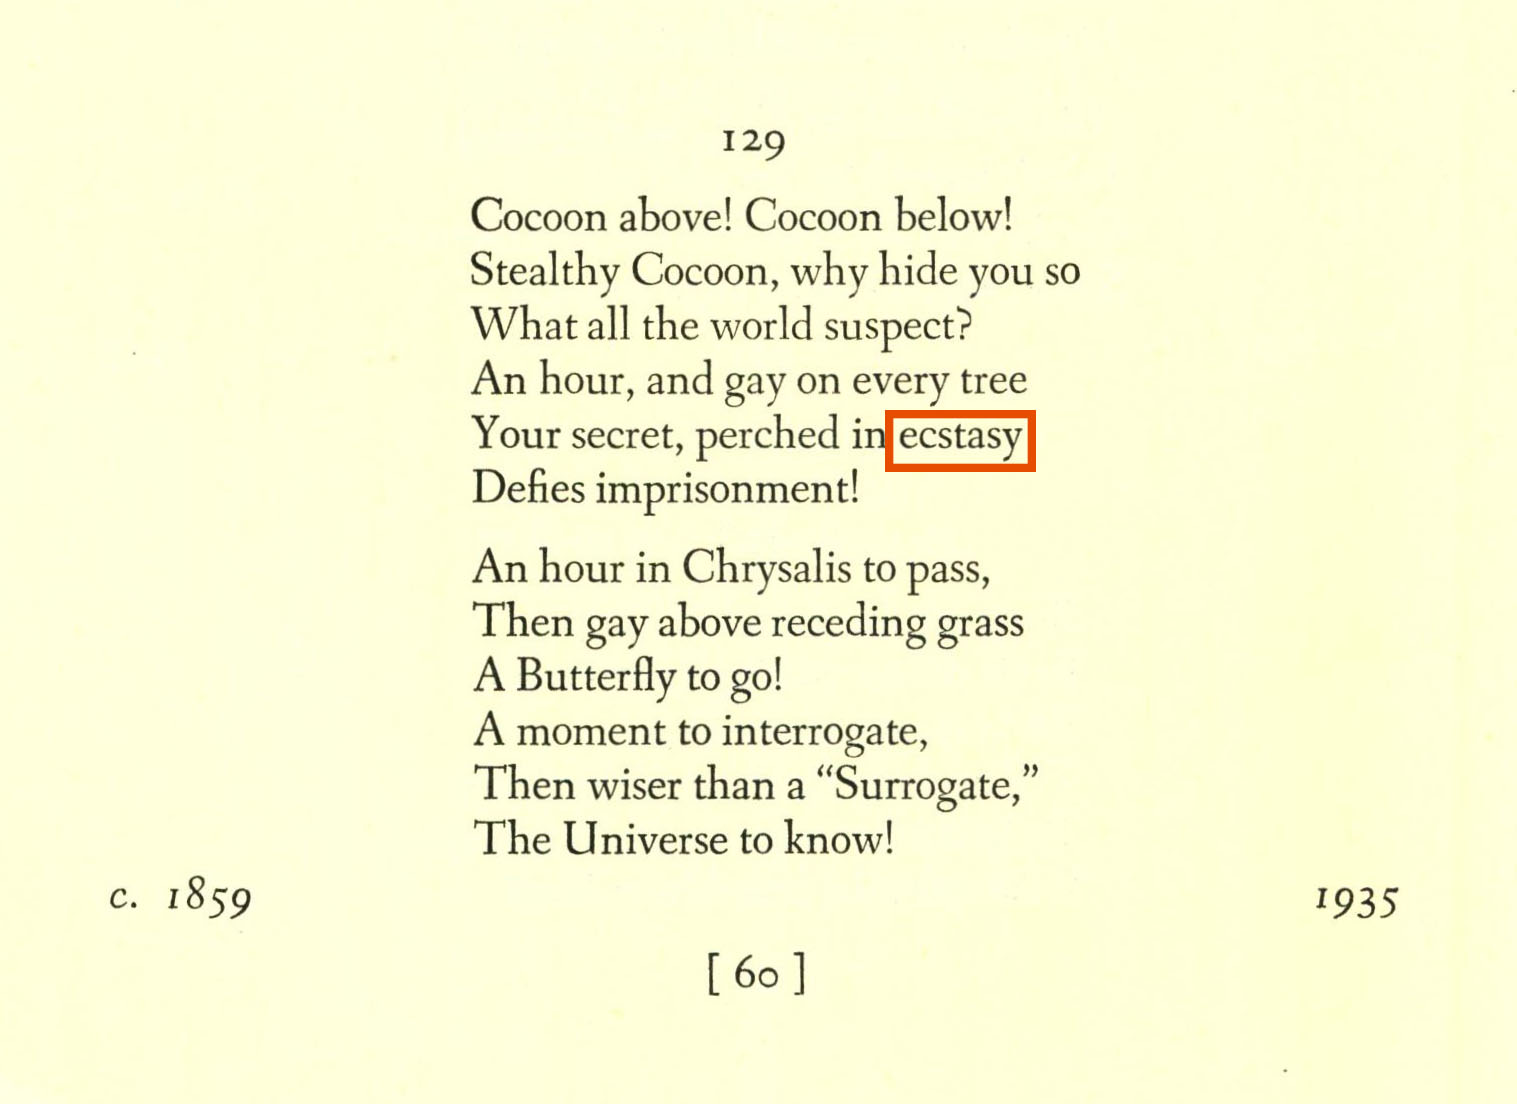 129
Cocoon above! Cocoon below!
Stealthy Cocoon, why hide you so
What all the world suspect?
An hour, and gay on every tree
Your secret, perched in ecstasy
Defies imprisonment!
An hour in Chrysalis to pass,
Then gay above receding grass
A Butterfly to go!
A moment to interrogate,
Then wiser than a “Surrogate,”
The Universe to know!
c. 1859
1935
[ 60 ]